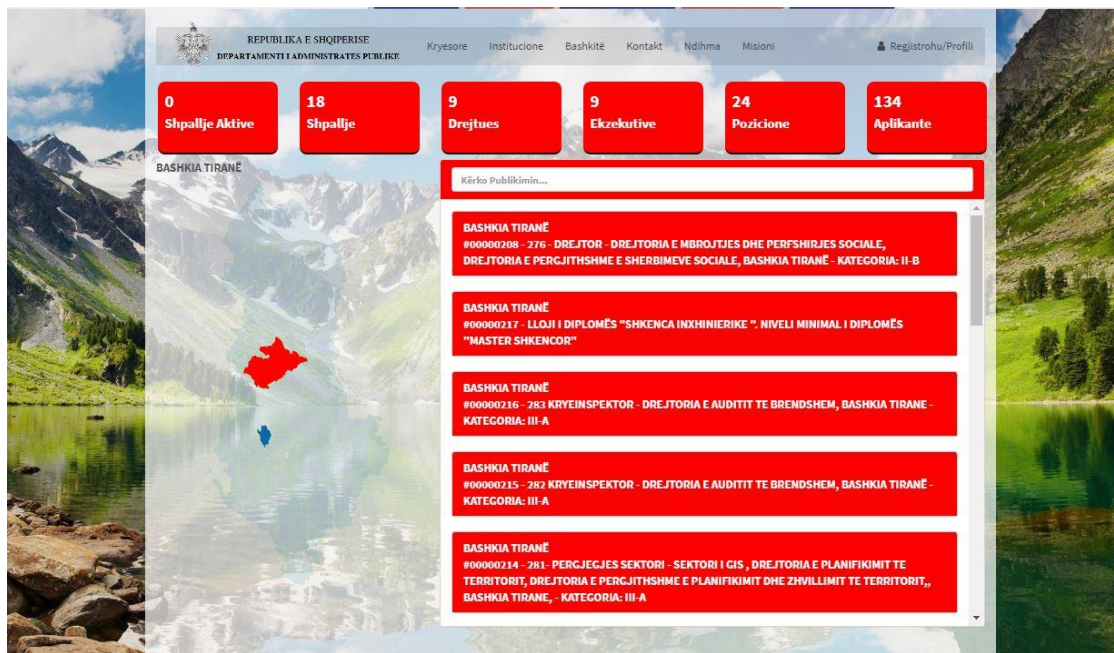 REPUBLIKA E SHQIPERISE
DEPARTAMENTI I ADMINISTRATES PUBLIKE
Kryesore Institucione Bashkitë Kontakt Ndihma Misioni
Regjistrohu/Profili
0
Shpallje Aktive
18
Shpallje
9
Drejtues
9
Ekzekutive
24
Pozicione
134
Aplikante
BASHKIA TIRANË
Kërko Publikimin...
BASHKIA TIRANË
#00000208 - 276 - DREJTOR - DREJTORIA E MBROJTJES DHE PERFSHIRJES SOCIALE,
DREJTORIA E PERGJITHSHME E SHERBIMEVE SOCIALE, BASHKIA TIRANË - KATEGORIA: II-B
BASHKIA TIRANË
#00000217 - LLOJI I DIPLOMËS "SHKENCA INXHINIERIKE ". NIVELI MINIMAL I DIPLOMËS
"MASTER SHKENCOR"
BASHKIA TIRANË
#00000216 - 283 KRYEINSPEKTOR - DREJTORIA E AUDITIT TE BRENDSHEM, BASHKIA TIRANE -
KATEGORIA: III-A
BASHKIA TIRANË
#00000215 - 282 KRYEINSPEKTOR - DREJTORIA E AUDITIT TE BRENDSHEM, BASHKIA TIRANË -
KATEGORIA: III-A
BASHKIA TIRANË
#00000214 - 281- PERGJEGJES SEKTORI - SEKTORI I GIS , DREJTORIA E PLANIFIKIMIT TE
TERRITORIT, DREJTORIA E PERGJITHSHME E PLANIFIKIMIT DHE ZHVILLIMIT TE TERRITORIT,,
BASHKIA TIRANE, - KATEGORIA: III-A